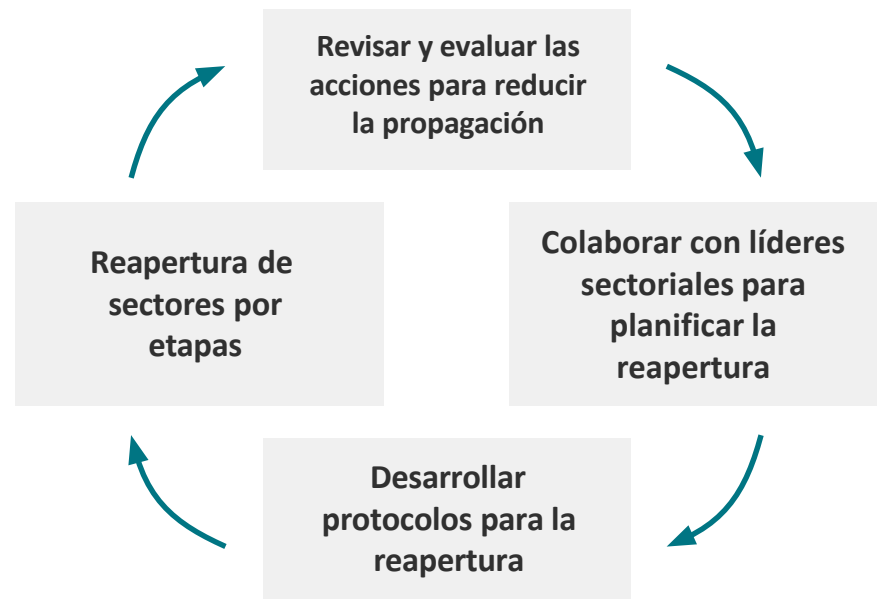 Revisar y evaluar las
acciones para reducir
la propagación
Reapertura de
sectores por
etapas
Colaborar con líderes
sectoriales para
planificar la
reapertura
Desarrollar
protocolos para la
reapertura